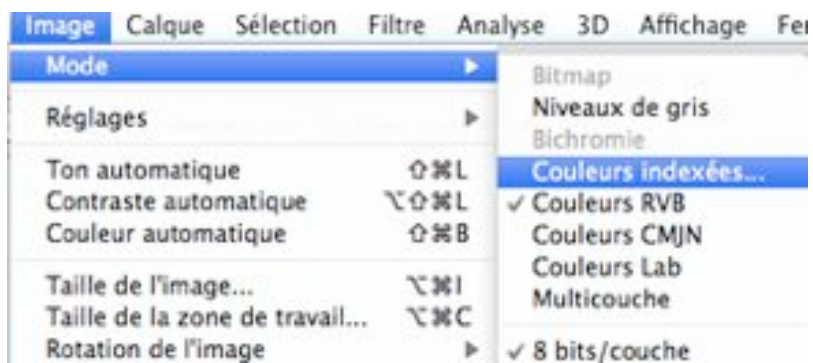 Image Calque Sélection Filtre Analyse 3D Affichage
Mode
Réglages
Ton automatique ⇧⌘L
Contraste automatique ⌥⇧⌘L
Couleur automatique ⇧⌘B
Taille de l'image... ⌥⌘I
Taille de la zone de travail... ⌥⌘C
Rotation de l'image
Bitmap
Niveaux de gris
Bichromie
Couleurs indexées...
✓ Couleurs RVB
Couleurs CMJN
Couleurs Lab
Multicouche
✓ 8 bits/couche